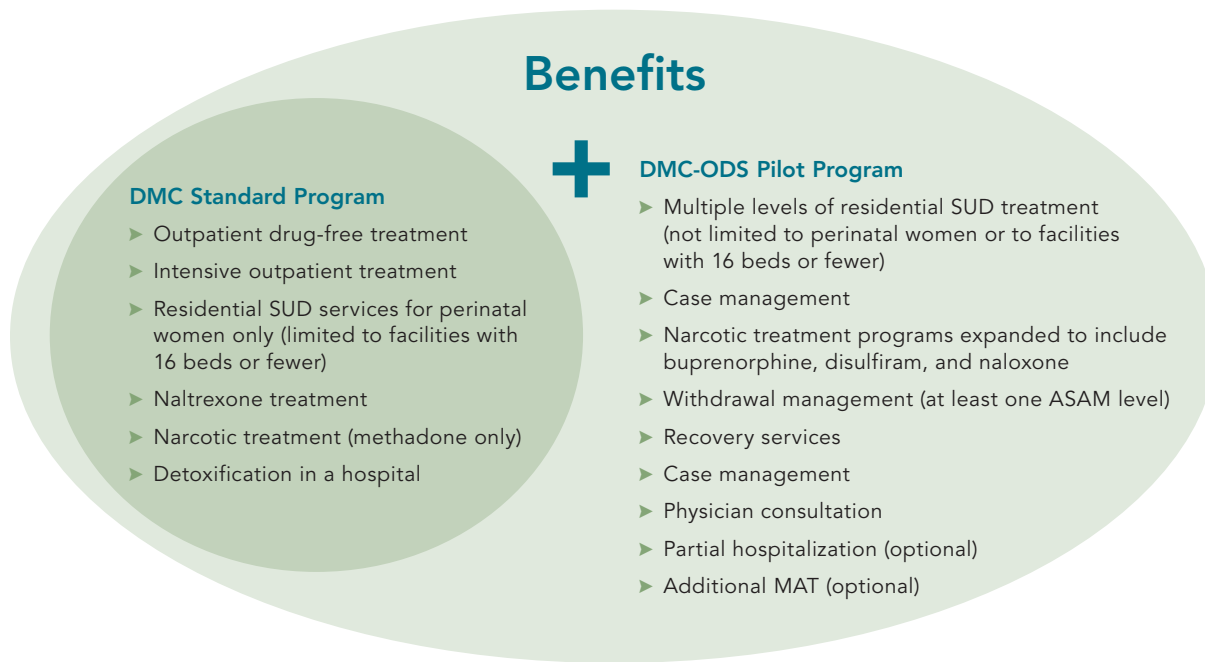 Benefits
DMC Standard Program
➤ Outpatient drug-free treatment
➤ Intensive outpatient treatment
➤ Residential SUD services for perinatal
women only (limited to facilities with
16 beds or fewer)
➤ Naltrexone treatment
➤ Narcotic treatment (methadone only)
➤ Detoxification in a hospital
+
DMC-ODS Pilot Program
➤ Multiple levels of residential SUD treatment
(not limited to perinatal women or to facilities
with 16 beds or fewer)
➤ Case management
➤ Narcotic treatment programs expanded to include
buprenorphine, disulfiram, and naloxone
➤ Withdrawal management (at least one ASAM level)
➤ Recovery services
➤ Case management
➤ Physician consultation
➤ Partial hospitalization (optional)
➤ Additional MAT (optional)